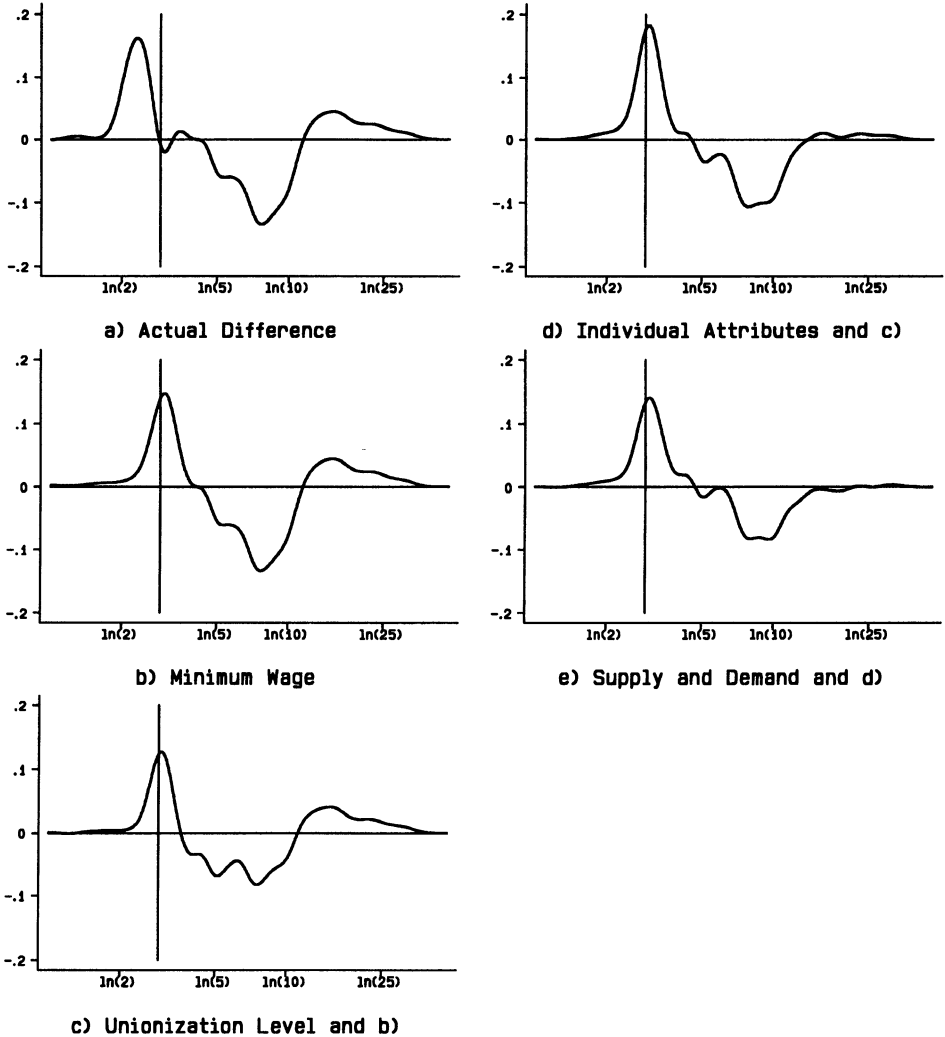 .2
.1
0
-.1
-.2
ln(2) ln(5) ln(10) ln(25)
a) Actual Difference
.2
.1
0
-.1
-.2
ln(2) ln(5) ln(10) ln(25)
d) Individual Attributes and c)
.2
.1
0
-.1
-.2
ln(2) ln(5) ln(10) ln(25)
b) Minimum Wage
.2
.1
0
-.1
-.2
ln(2) ln(5) ln(10) ln(25)
e) Supply and Demand and d)
.2
.1
0
-.1
-.2
ln(2) ln(5) ln(10) ln(25)
c) Unionization Level and b)